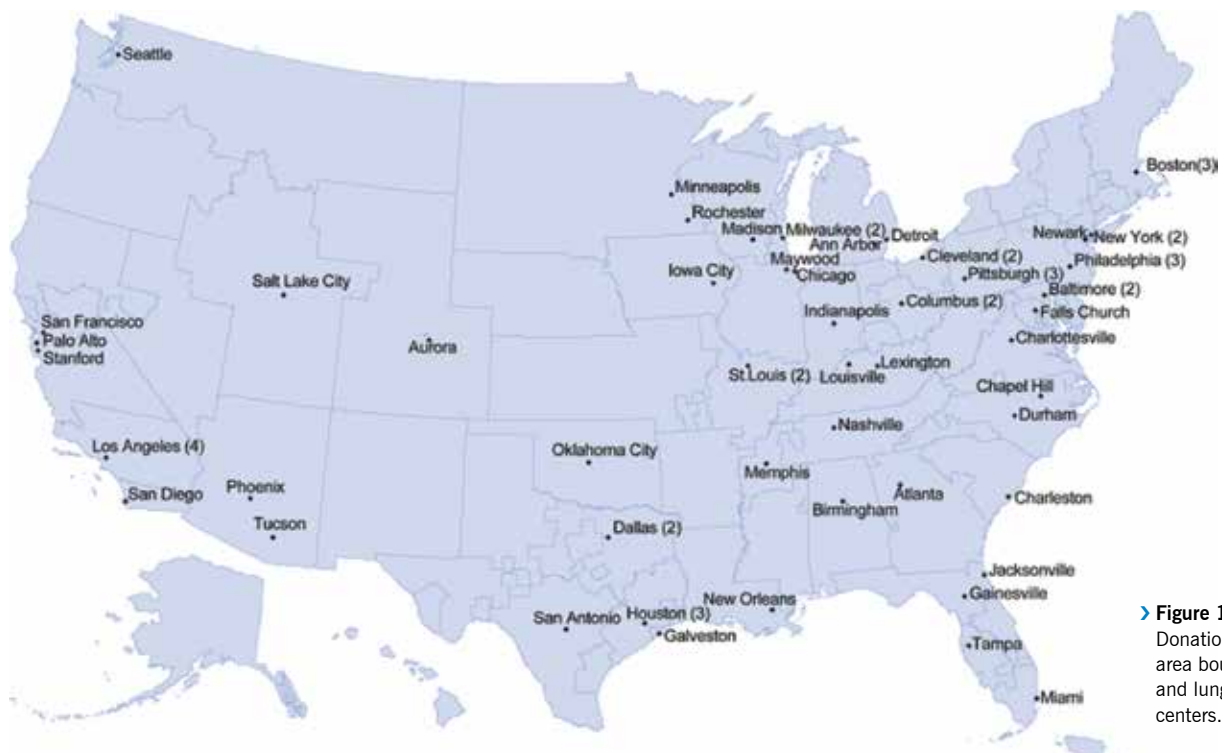 Seattle
Boston(3)
Minneapolis
Rochester
Madison
Milwaukee (2)
Ann Arbor
Detroit
Newark
New York (2)
Maywood
Chicago
Cleveland (2)
Philadelphia (3)
Iowa City
Pittsburgh (3)
Salt Lake City
Baltimore (2)
Columbus (2)
Indianapolis
Falls Church
San Francisco
Palo Alto
Stanford
Aurora
Charlottesville
St.Louis (2)
Louisville
Lexington
Chapel Hill
Durham
Nashville
Los Angeles (4)
Oklahoma City
Memphis
San Diego
Phoenix
Atlanta
Charleston
Birmingham
Tucson
Dallas (2)
Jacksonville
Gainesville
New Orleans
San Antonio
Houston (3)
Galveston
Tampa
Miami
› Figure 1
Donatio
area bou
and lung
centers.